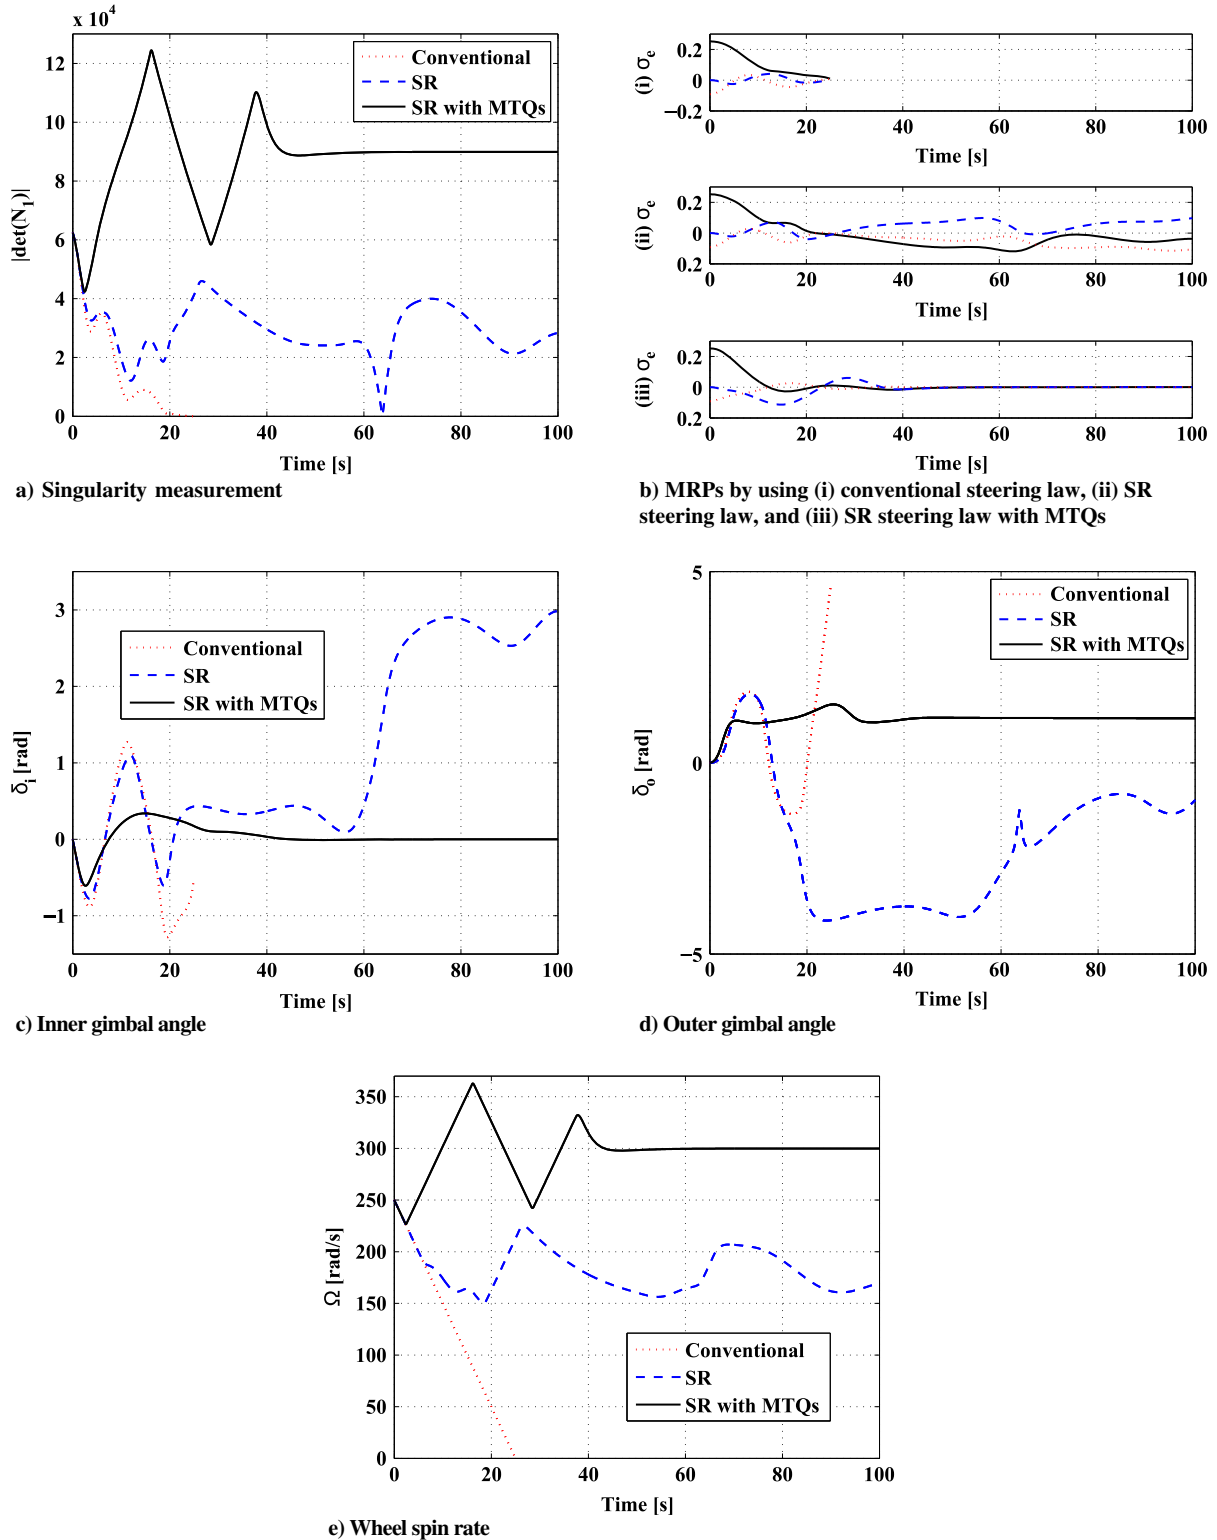 x 10^4
12
10
8
6
4
2
0
|det(N_1)|
Conventional
SR
SR with MTQs
0 20 40 60 80 100
Time [s]
a) Singularity measurement
0.2
0
−0.2
(i) σ_e
0 20 40 60 80 100
Time [s]
0.2
0
0.2
(ii) σ_e
0 20 40 60 80 100
Time [s]
0.2
0
0.2
(iii) σ_e
0 20 40 60 80 100
Time [s]
b) MRPs by using (i) conventional steering law, (ii) SR
steering law, and (iii) SR steering law with MTQs
3
2
1
0
−1
δ_i [rad]
Conventional
SR
SR with MTQs
0 20 40 60 80 100
Time [s]
c) Inner gimbal angle
5
0
−5
δ_o [rad]
Conventional
SR
SR with MTQs
0 20 40 60 80 100
Time [s]
d) Outer gimbal angle
350
300
250
200
150
100
50
0
Ω [rad/s]
Conventional
SR
SR with MTQs
0 20 40 60 80 100
Time [s]
e) Wheel spin rate